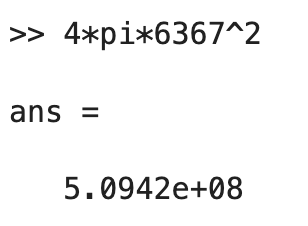 >> 4*pi*6367^2
ans =
5.0942e+08